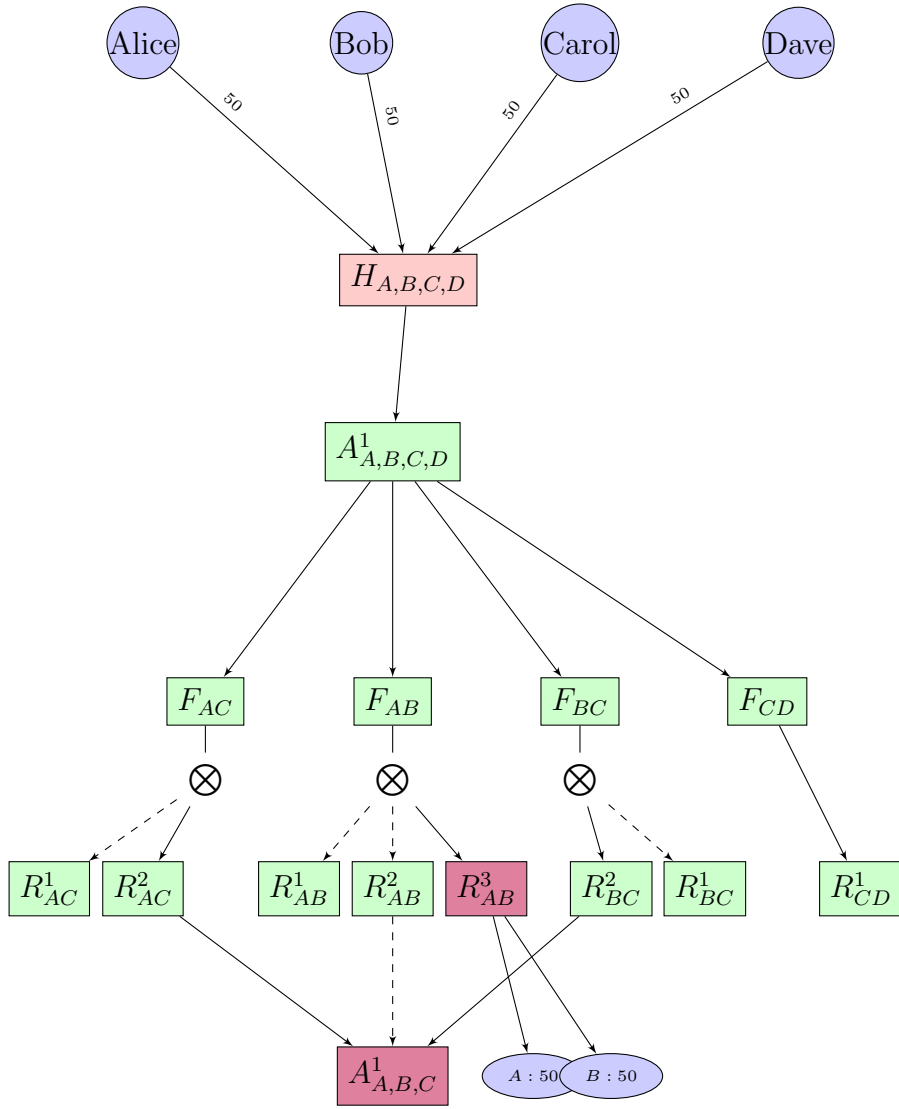 Alice Bob Carol Dave
50 50 50 50
$H_{A,B,C,D}$
$A^1_{A,B,C,D}$
$F_{AC}$ $F_{AB}$ $F_{BC}$ $F_{CD}$
$R^1_{AC}$ $R^2_{AC}$ $R^1_{AB}$ $R^2_{AB}$ $R^3_{AB}$ $R^2_{BC}$ $R^1_{BC}$ $R^1_{CD}$
$A^1_{A,B,C}$ A : 50 B : 50